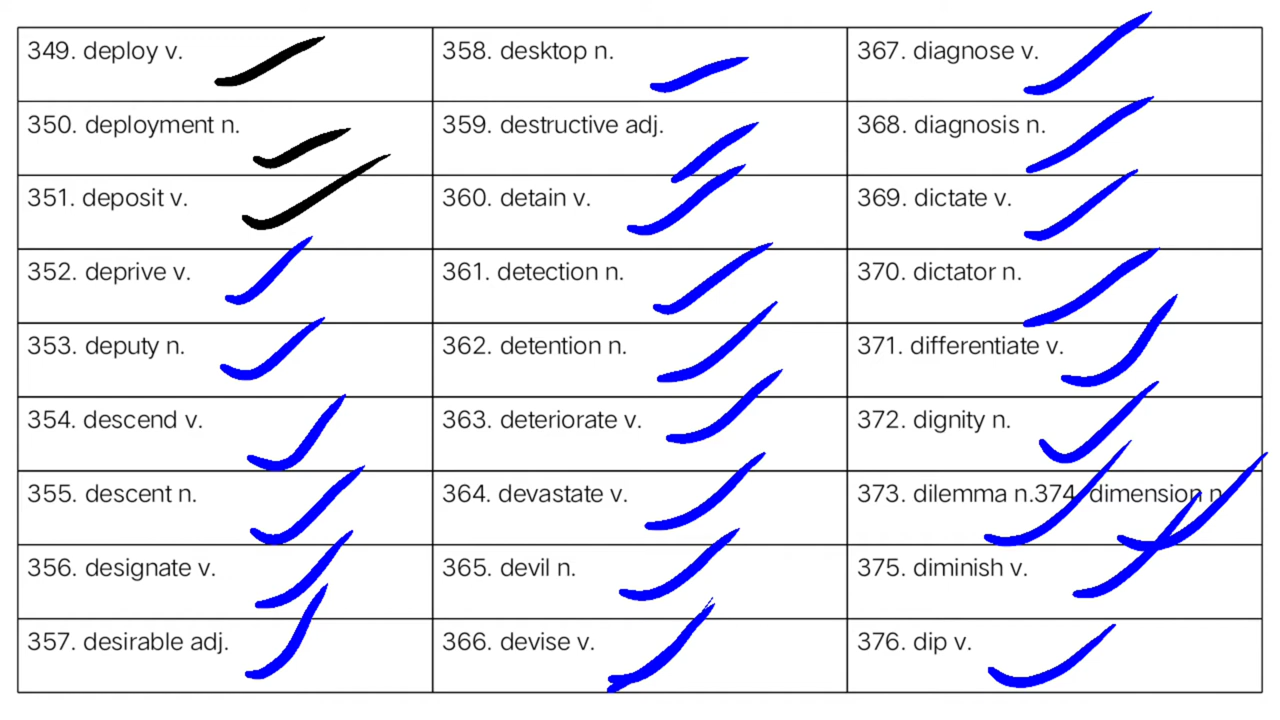 349. deploy v.
350. deployment n.
351. deposit v.
352. deprive v.
353. deputy n.
354. descend v.
355. descent n.
356. designate v.
357. desirable adj.
358. desktop n.
359. destructive adj.
360. detain v.
361. detection n.
362. detention n.
363. deteriorate v.
364. devastate v.
365. devil n.
366. devise v.
367. diagnose v.
368. diagnosis n.
369. dictate v.
370. dictator n.
371. differentiate v.
372. dignity n.
373. dilemma n.374. dimension n.
375. diminish v.
376. dip v.